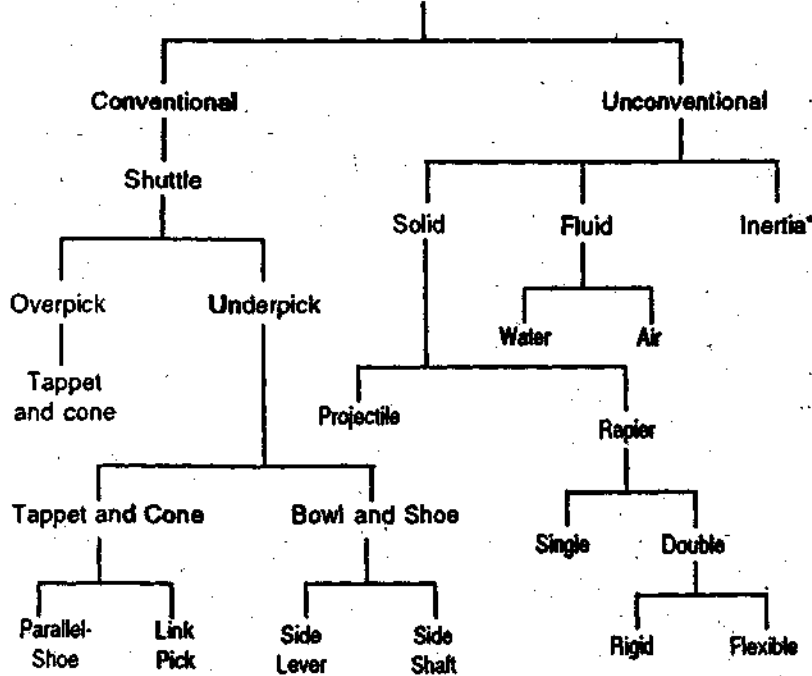 Conventional
Unconventional
Shuttle
Solid
Fluid
Inertia*
Overpick
Underpick
Water
Air
Tappet
and cone
Projectile
Rapier
Tappet and Cone
Bowl and Shoe
Single
Double
Parallel-
Shoe
Link
Pick
Side
Lever
Side
Shaft
Rigid
Flexible